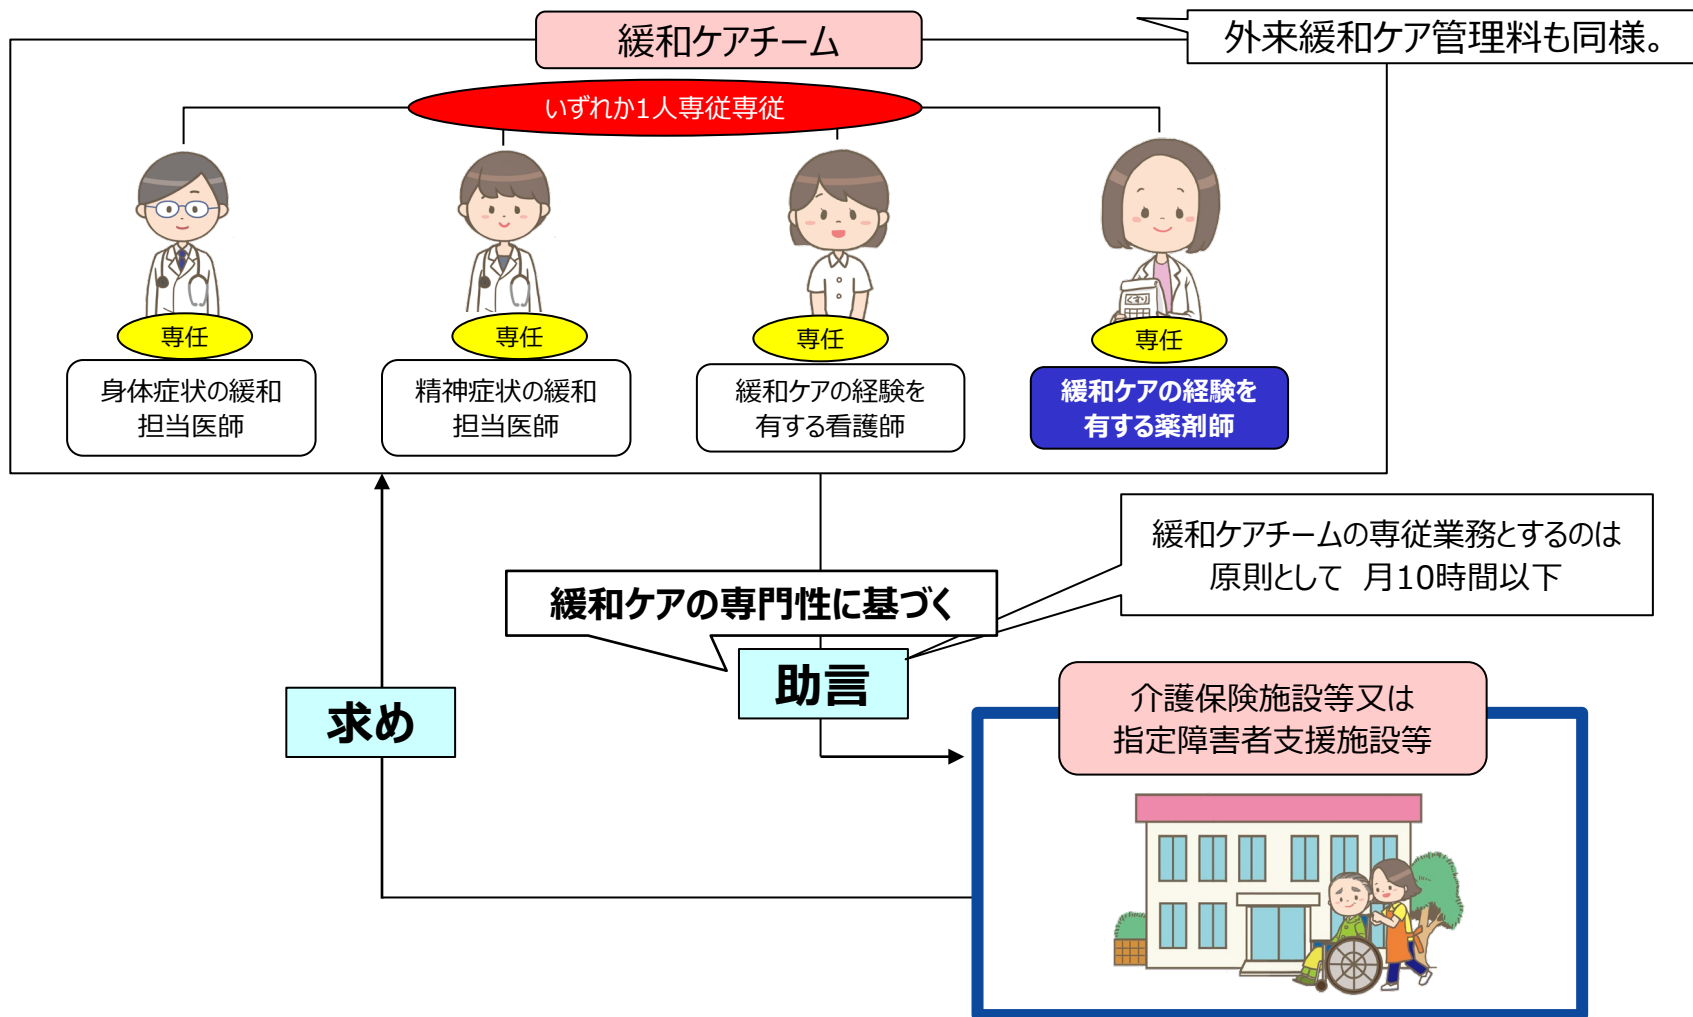 緩和ケアチーム
外来緩和ケア管理料も同様。
いずれか1人専従専従
専任
専任
専任
専任
くすり
身体症状の緩和
担当医師
精神症状の緩和
担当医師
緩和ケアの経験を
有する看護師
緩和ケアの経験を
有する薬剤師
緩和ケアチームの専従業務とするのは
原則として 月10時間以下
緩和ケアの専門性に基づく
助言
求め
介護保険施設等又は
指定障害者支援施設等